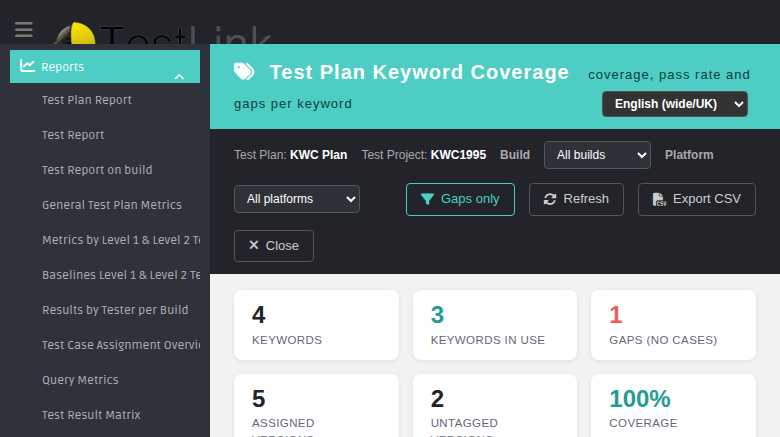 TestLink
Reports
Test Plan Report
Test Report
Test Report on build
General Test Plan Metrics
Metrics by Level 1 & Level 2 Te
Baselines Level 1 & Level 2 Te
Results by Tester per Build
Test Case Assignment Overvie
Query Metrics
Test Result Matrix
Test Plan Keyword Coverage coverage, pass rate and
gaps per keyword
English (wide/UK)
Test Plan: KWC Plan Test Project: KWC1995 Build All builds Platform
All platforms Gaps only Refresh Export CSV
Close
4
KEYWORDS
3
KEYWORDS IN USE
1
GAPS (NO CASES)
5
ASSIGNED
VERSIONS
2
UNTAGGED
VERSIONS
100%
COVERAGE